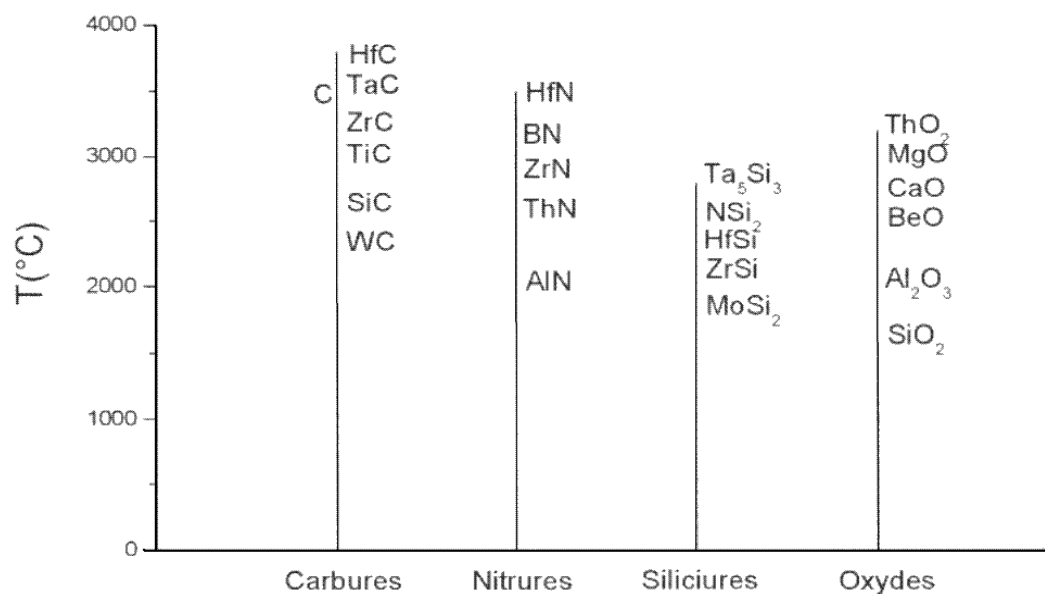 T(°C)
4000
3000
2000
1000
0
C
HfC
TaC
ZrC
TiC
SiC
WC
HfN
BN
ZrN
ThN
AlN
Ta₅Si₃
NSi₂
HfSi
ZrSi
MoSi₂
ThO₂
MgO
CaO
BeO
Al₂O₃
SiO₂
Carbures Nitrures Siliciures Oxydes